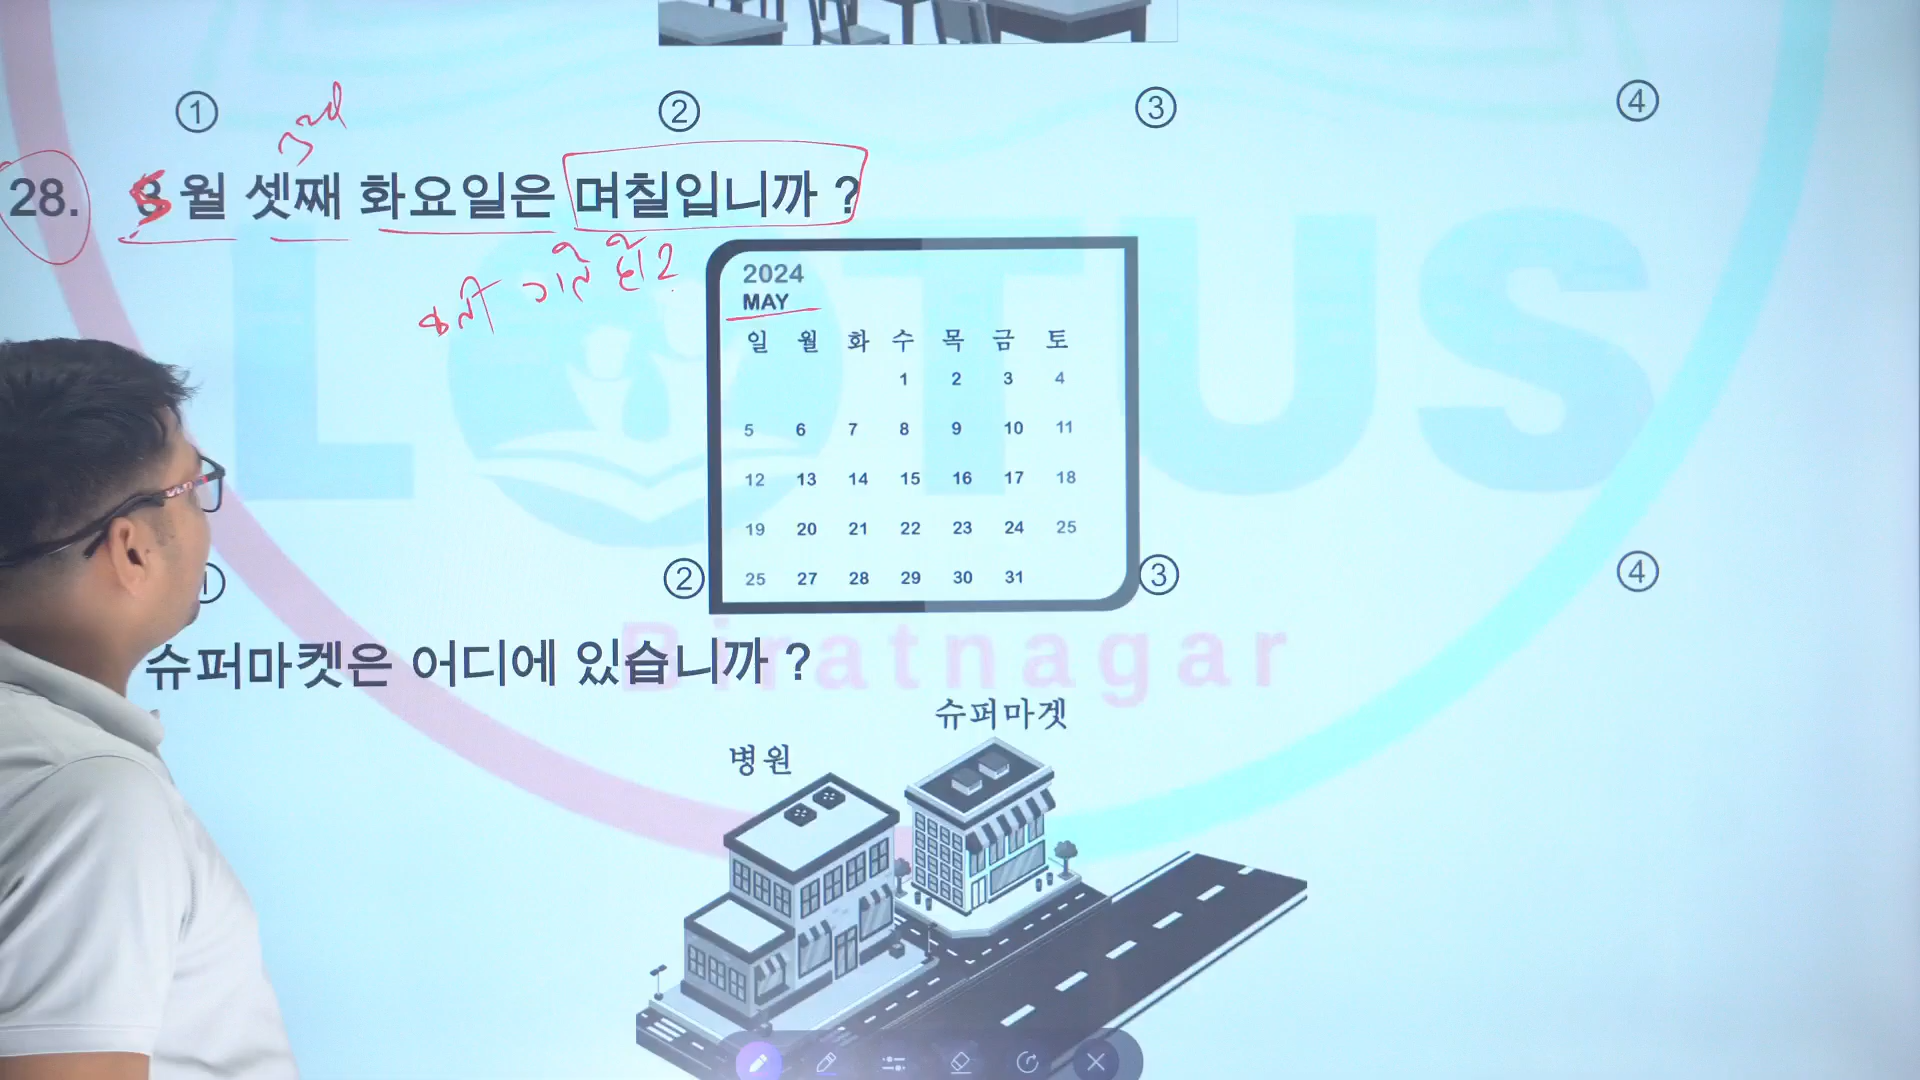 ① ② ③ ④
3rd
28. 5월 셋째 화요일은 며칠입니까 ?
2024
MAY
일 월 화 수 목 금 토
1 2 3 4
5 6 7 8 9 10 11
12 13 14 15 16 17 18
19 20 21 22 23 24 25
25 27 28 29 30 31
② ③ ④
슈퍼마켓은 어디에 있습니까 ?
LOTUS
Biratnagar
슈퍼마겟
병원